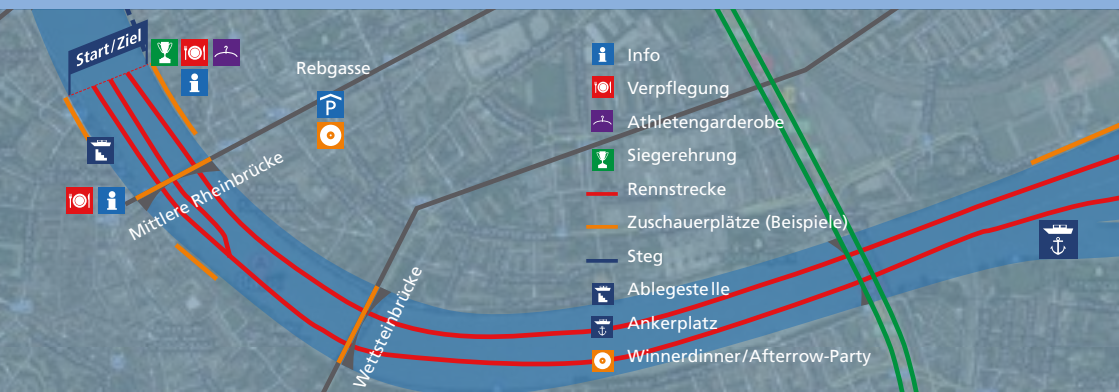 Start/Ziel
Rebgasse
P
Mittlere Rheinbrücke
Wettsteinbrücke
i
i
i
Info
Verpflegung
Athletengarderobe
Siegerehrung
Rennstrecke
Zuschauerplätze (Beispiele)
Steg
Ablegestelle
Ankerplatz
Winnerdinner/Afterrow-Party